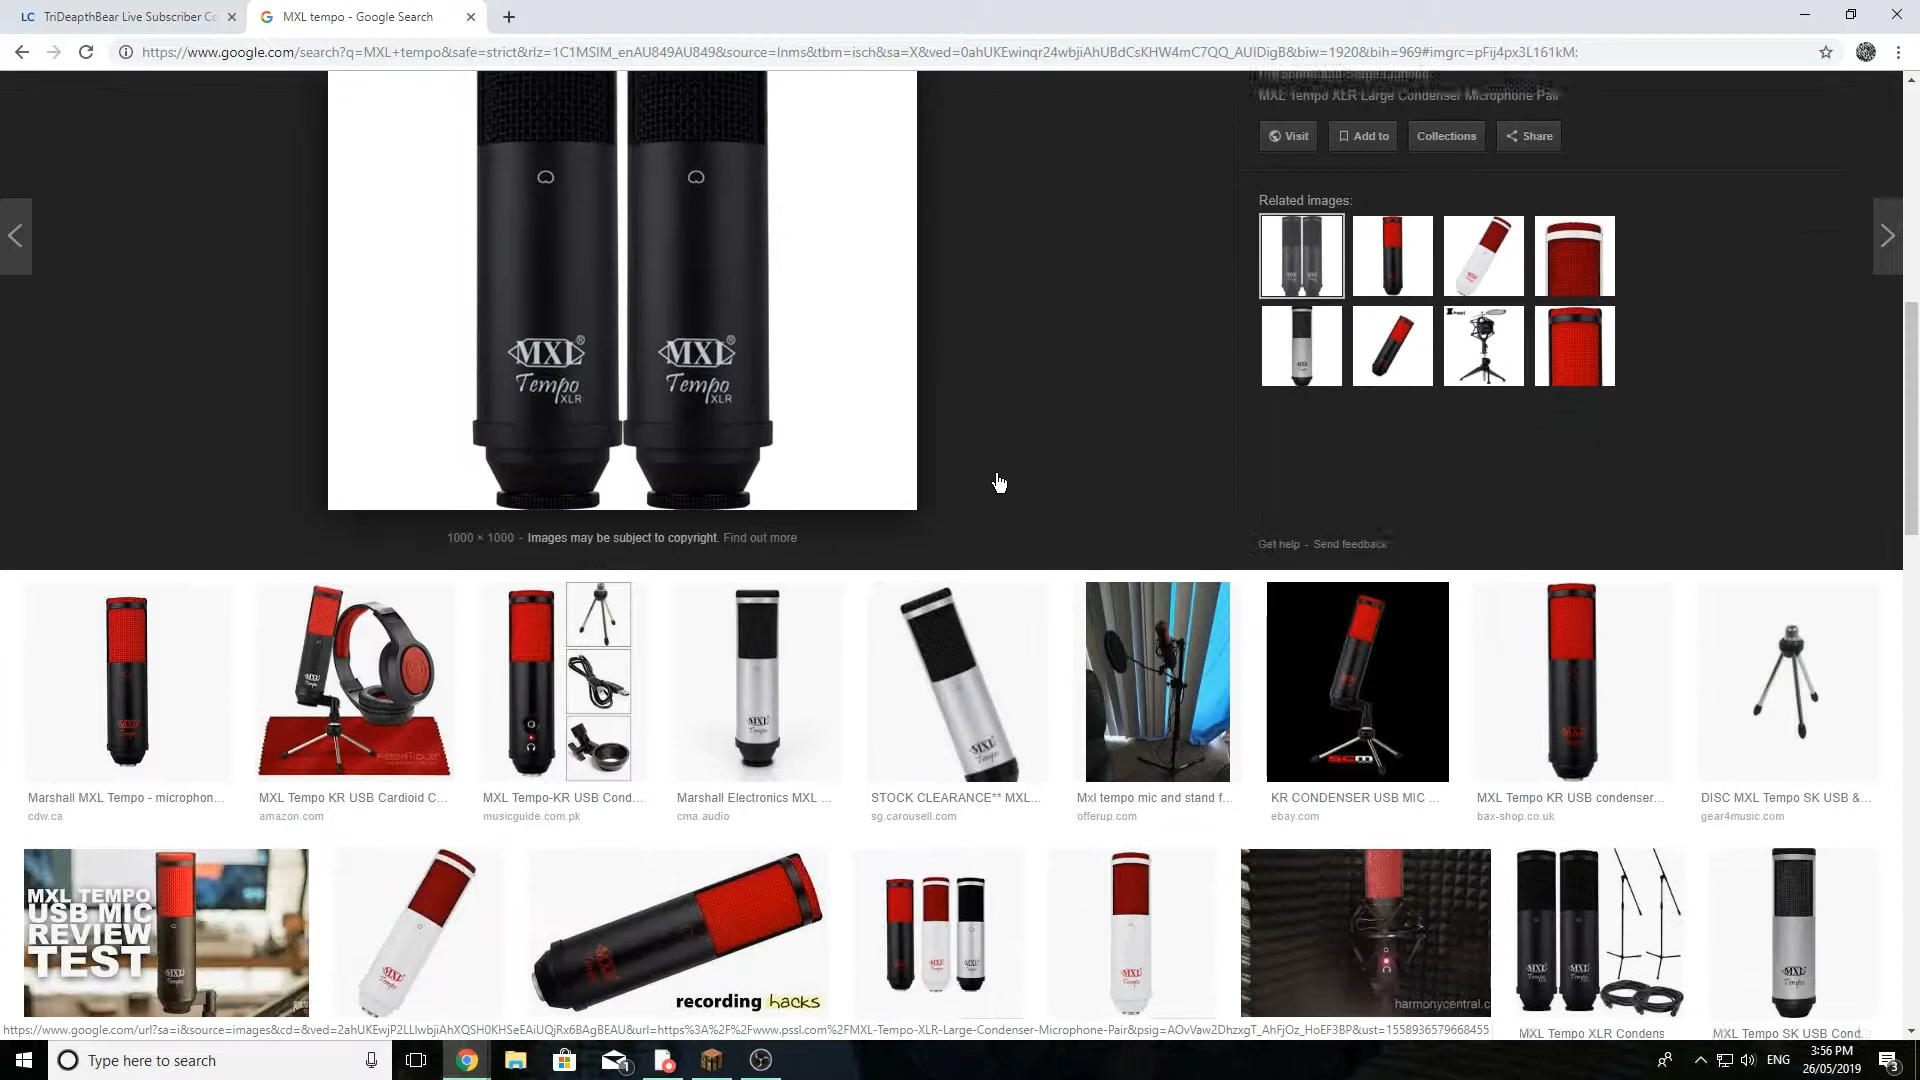 LC TriDeapthBear Live Subscriber Co
MXL tempo - Google Search
https://www.google.com/search?q=MXL+tempo&safe=strict&rlz=1C1MSIM_enAU849AU849&source=lnms&tbm=isch&sa=X&ved=0ahUKEwinqr24wbjiAhUBdCsKHW4mC7QQ_AUIDigB&biw=1920&bih=969#imgrc=pFij4px3L161kM:
MXL Tempo XLR Large Condenser Microphone Pair
Visit
Add to
Collections
Share
Related images:
MXL®
Tempo
XLR
MXL®
Tempo
XLR
1000 × 1000 - Images may be subject to copyright. Find out more
Get help - Send feedback
Marshall MXL Tempo - microphon...
cdw.ca
MXL Tempo KR USB Cardioid C...
amazon.com
MXL Tempo-KR USB Cond...
musicguide.com.pk
Marshall Electronics MXL ...
cma.audio
STOCK CLEARANCE** MXL...
sg.carousell.com
Mxl tempo mic and stand f...
offerup.com
SCM
KR CONDENSER USB MIC ...
ebay.com
MXL Tempo KR USB condenser...
bax-shop.co.uk
DISC MXL Tempo SK USB &...
gear4music.com
MXL TEMPO
USB MIC
REVIEW
TEST
recording hacks
harmonycentral.c
MXL Tempo XLR Condens
MXL Tempo SK USB Cond
https://www.google.com/url?sa=i&source=images&cd=&ved=2ahUKEwjP2LLIwbjiAhXQSH0KHSeEAiUQjRx6BAgBEAU&url=https%3A%2F%2Fwww.pssl.com%2FMXL-Tempo-XLR-Large-Condenser-Microphone-Pair&psig=AOvVaw2DhzxgT_AhFjOz_HoEF3BP&ust=1558936579668455
Type here to search
1
ENG
3:56 PM
26/05/2019
3